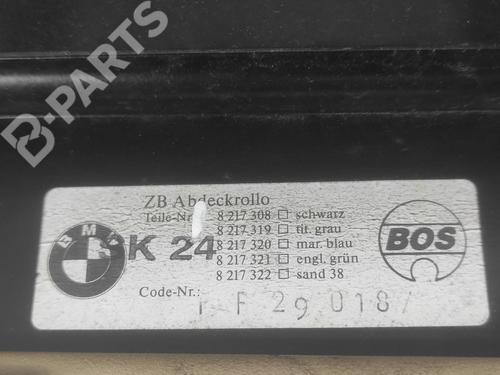 B-PARTS
ZB Abdeckrollo
Teile-Nr. 8 217 308 □ schwarz
8 217 319 □ tit. grau
8 217 320 □ mar. blau
8 217 321 □ engl. grün
8 217 322 □ sand 38
BMW
K 24
BOS
Code-Nr.:
F 29 018